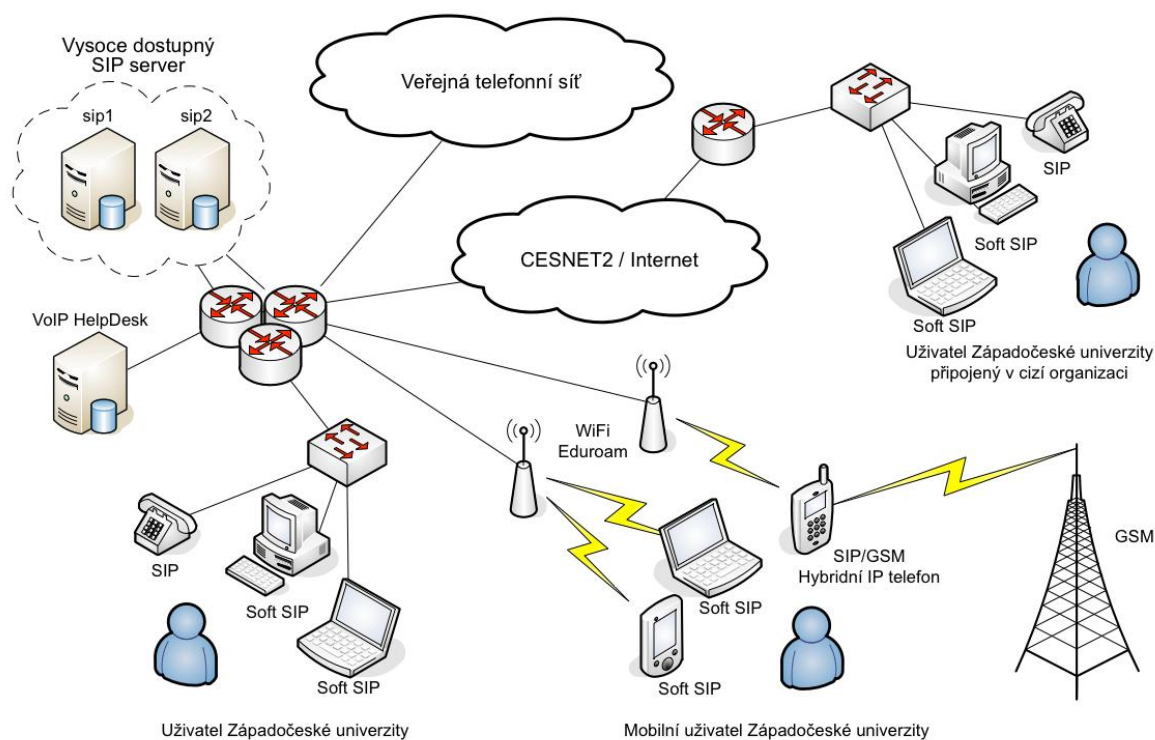 Vysoce dostupný
SIP server
sip1
sip2
Veřejná telefonní síť
SIP
Soft SIP
Soft SIP
Uživatel Západočeské univerzity
připojený v cizí organizaci
CESNET2 / Internet
VoIP HelpDesk
WiFi
Eduroam
SIP
Soft SIP
Soft SIP
Uživatel Západočeské univerzity
SIP/GSM
Hybridní IP telefon
Soft SIP
Soft SIP
Mobilní uživatel Západočeské univerzity
GSM